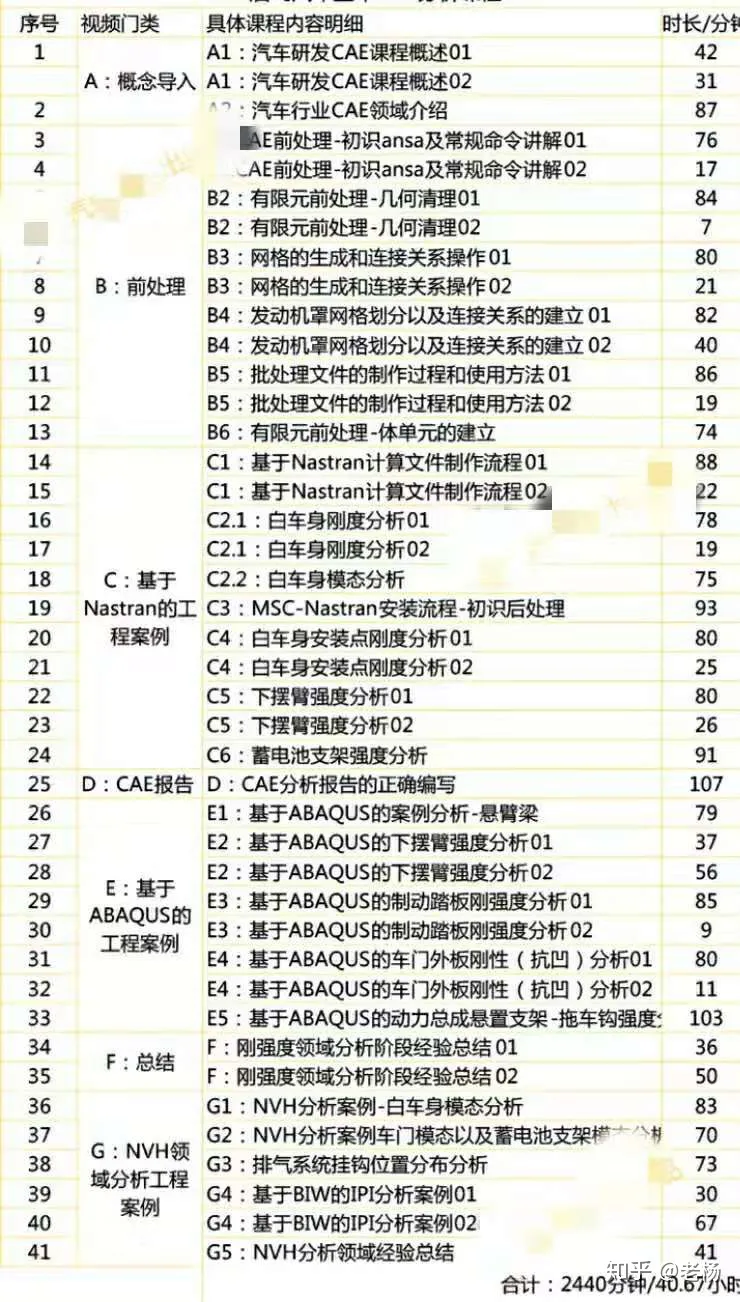 序号 视频门类 具体课程内容明细 时长/分钟
1 A1：汽车研发CAE课程概述01 42
A：概念导入 A1：汽车研发CAE课程概述02 31
2 汽车行业CAE领域介绍 87
3 AE前处理-初识ansa及常规命令讲解01 76
4 CAE前处理-初识ansa及常规命令讲解02 17
B2：有限元前处理-几何清理01 84
B2：有限元前处理-几何清理02 7
B3：网格的生成和连接关系操作01 80
8 B：前处理 B3：网格的生成和连接关系操作02 21
9 B4：发动机罩网格划分以及连接关系的建立01 82
10 B4：发动机罩网格划分以及连接关系的建立02 40
11 B5：批处理文件的制作过程和使用方法01 86
12 B5：批处理文件的制作过程和使用方法02 19
13 B6：有限元前处理-体单元的建立 74
14 C1：基于Nastran计算文件制作流程01 88
15 C1：基于Nastran计算文件制作流程02 22
16 C2.1：白车身刚度分析01 78
17 C2.1：白车身刚度分析02 19
18 C：基于 C2.2：白车身模态分析 75
19 Nastran的工 C3：MSC-Nastran安装流程-初识后处理 93
20 程案例 C4：白车身安装点刚度分析01 80
21 C4：白车身安装点刚度分析02 25
22 C5：下摆臂强度分析01 80
23 C5：下摆臂强度分析02 26
24 C6：蓄电池支架强度分析 91
25 D：CAE报告 D：CAE分析报告的正确编写 107
26 E1：基于ABAQUS的案例分析-悬臂梁 79
27 E2：基于ABAQUS的下摆臂强度分析01 37
28 E2：基于ABAQUS的下摆臂强度分析02 56
29 E：基于 E3：基于ABAQUS的制动踏板刚强度分析01 85
30 ABAQUS的 E3：基于ABAQUS的制动踏板刚强度分析02 9
31 工程案例 E4：基于ABAQUS的车门外板刚性（抗凹）分析01 80
32 E4：基于ABAQUS的车门外板刚性（抗凹）分析02 11
33 E5：基于ABAQUS的动力总成悬置支架-拖车钩强度 103
34 F：刚强度领域分析阶段经验总结01 36
F：总结
35 F：刚强度领域分析阶段经验总结02 50
36 G1：NVH分析案例-白车身模态分析 83
37 G2：NVH分析案例车门模态以及蓄电池支架模态分析 70
38 G：NVH领 G3：排气系统挂钩位置分布分析 73
39 域分析工程 G4：基于BIW的IPI分析案例01 30
40 案例 G4：基于BIW的IPI分析案例02 67
41 G5：NVH分析领域经验总结 41
知乎 @老杨
合计：2440分钟/40.67小时